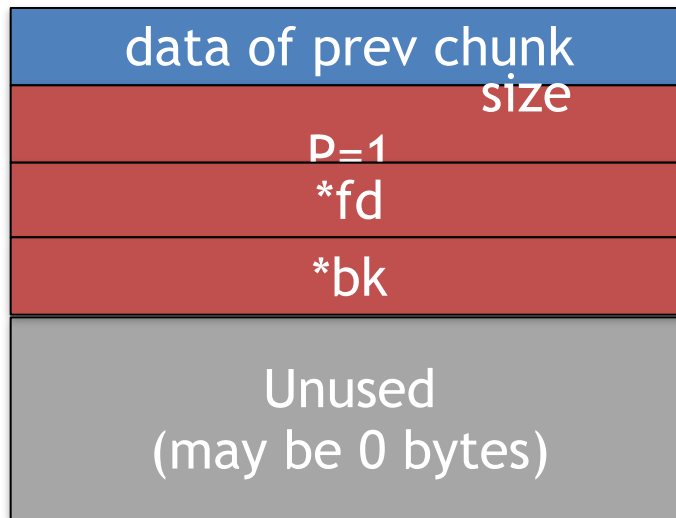 data of prev chunk
size
P=1
*fd
*bk
Unused
(may be 0 bytes)